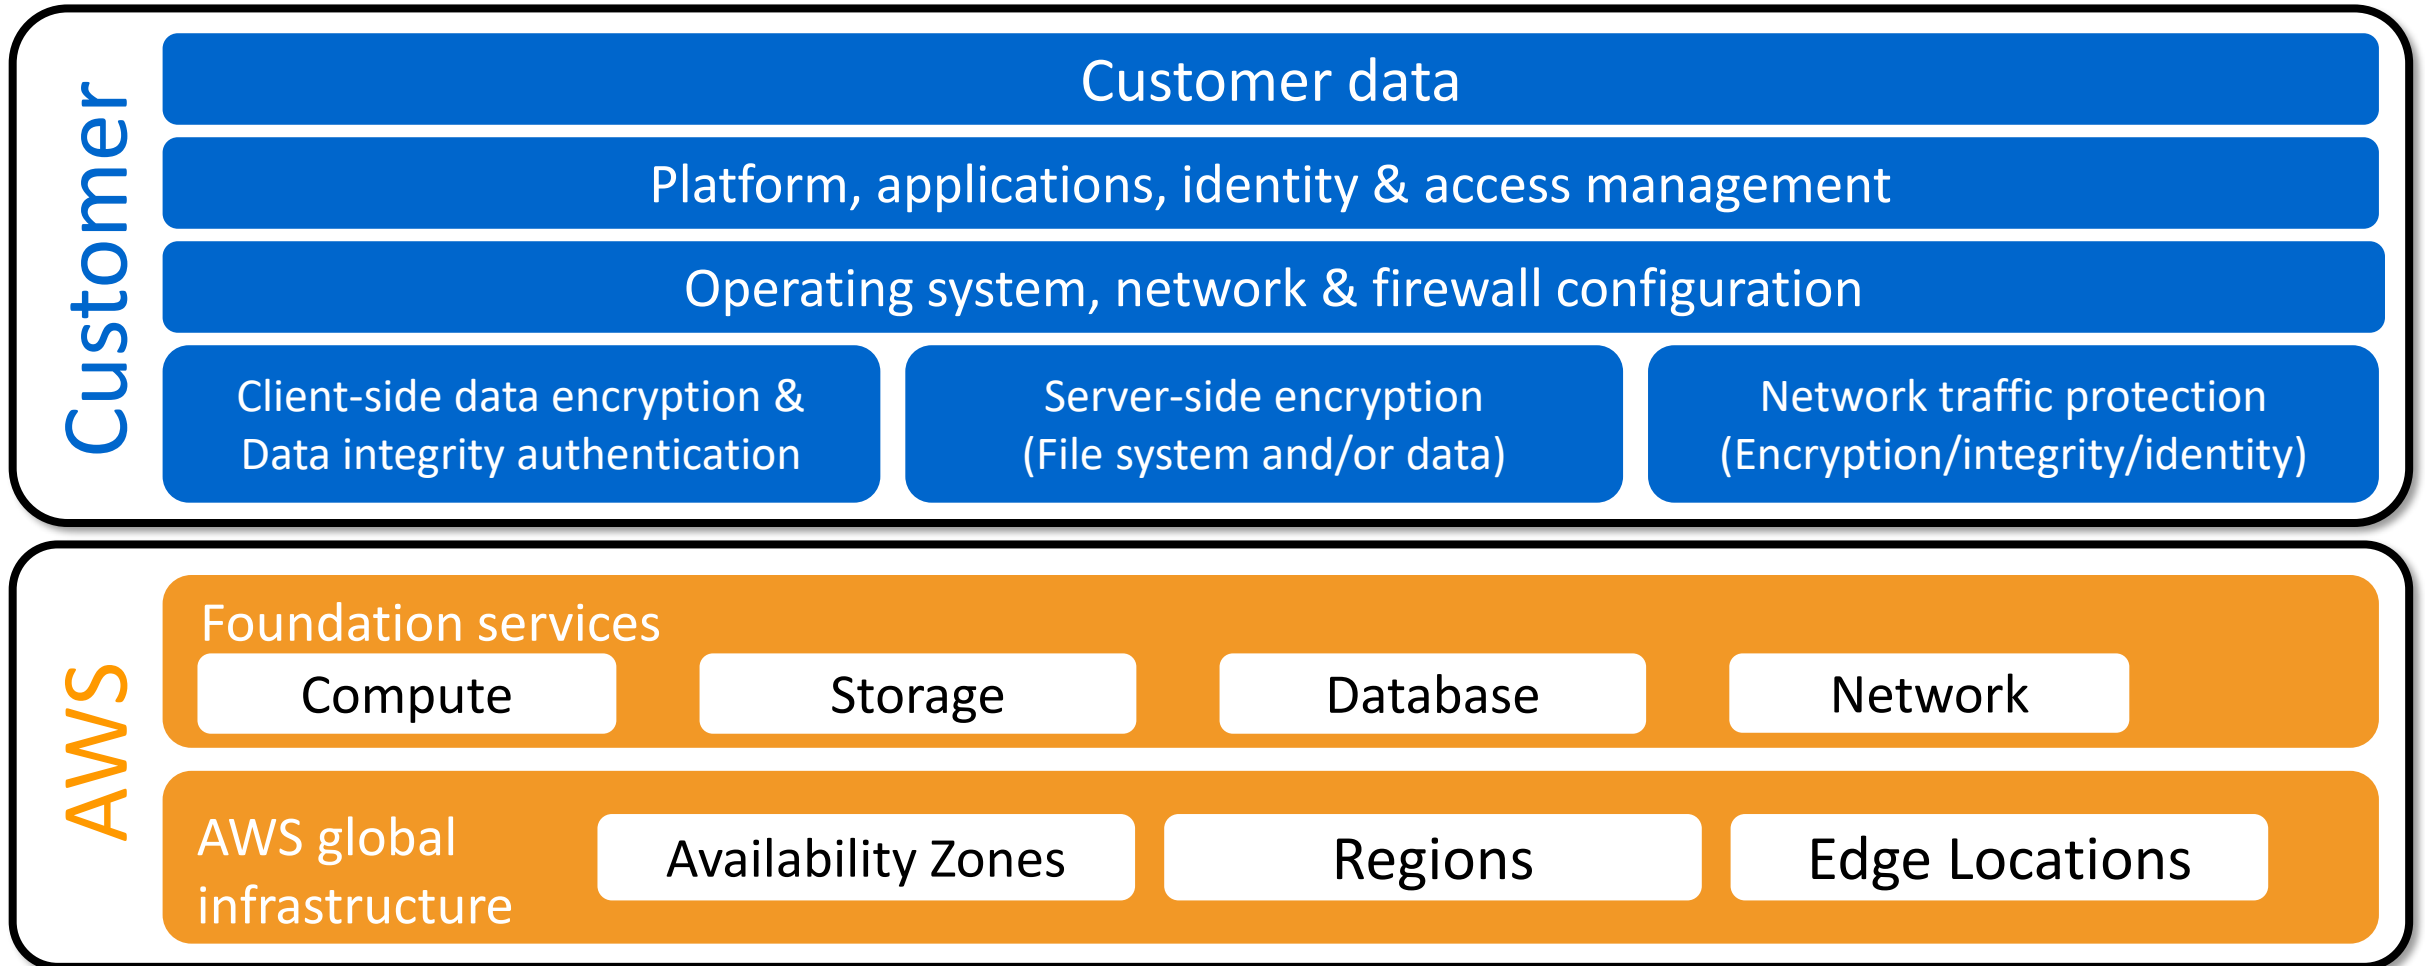 Customer
Customer data
Platform, applications, identity & access management
Operating system, network & firewall configuration
Client-side data encryption &
Data integrity authentication
Server-side encryption
(File system and/or data)
Network traffic protection
(Encryption/integrity/identity)
AWS
Foundation services
Compute
Storage
Database
Network
AWS global
infrastructure
Availability Zones
Regions
Edge Locations